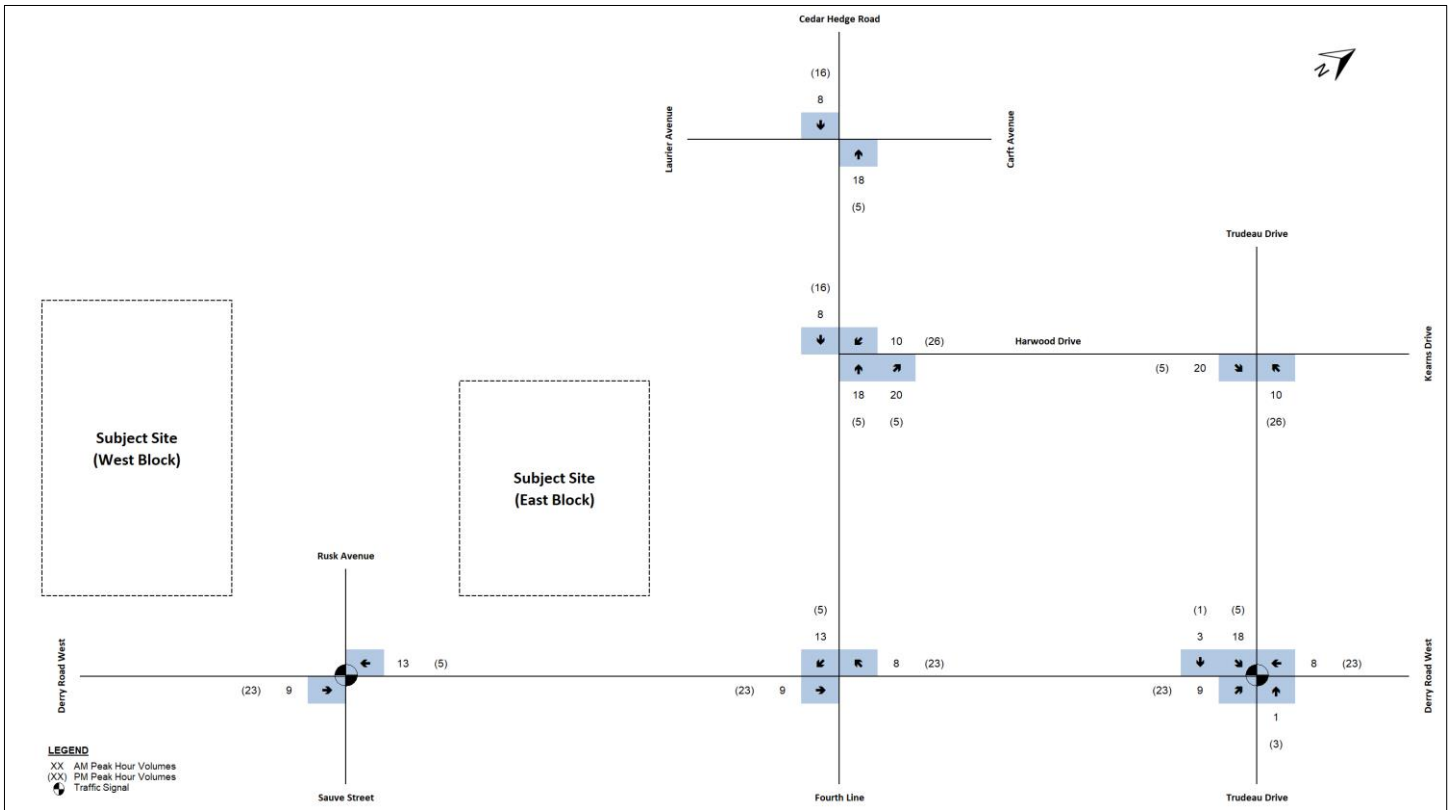 Cedar Hedge Road
N
(16)
8
Laurier Avenue
Carft Avenue
18
(5)
Trudeau Drive
(16)
8
10 (26)
Harwood Drive
(5) 20
Kearns Drive
18 20
(5) (5)
10
(26)
Subject Site
(West Block)
Subject Site
(East Block)
Rusk Avenue
(5)
13
(1) (5)
3 18
Derry Road West
13 (5)
8 (23)
8 (23)
Derry Road West
(23) 9
(23) 9
(23) 9
1
(3)
LEGEND
XX AM Peak Hour Volumes
(XX) PM Peak Hour Volumes
Traffic Signal
Sauve Street
Fourth Line
Trudeau Drive